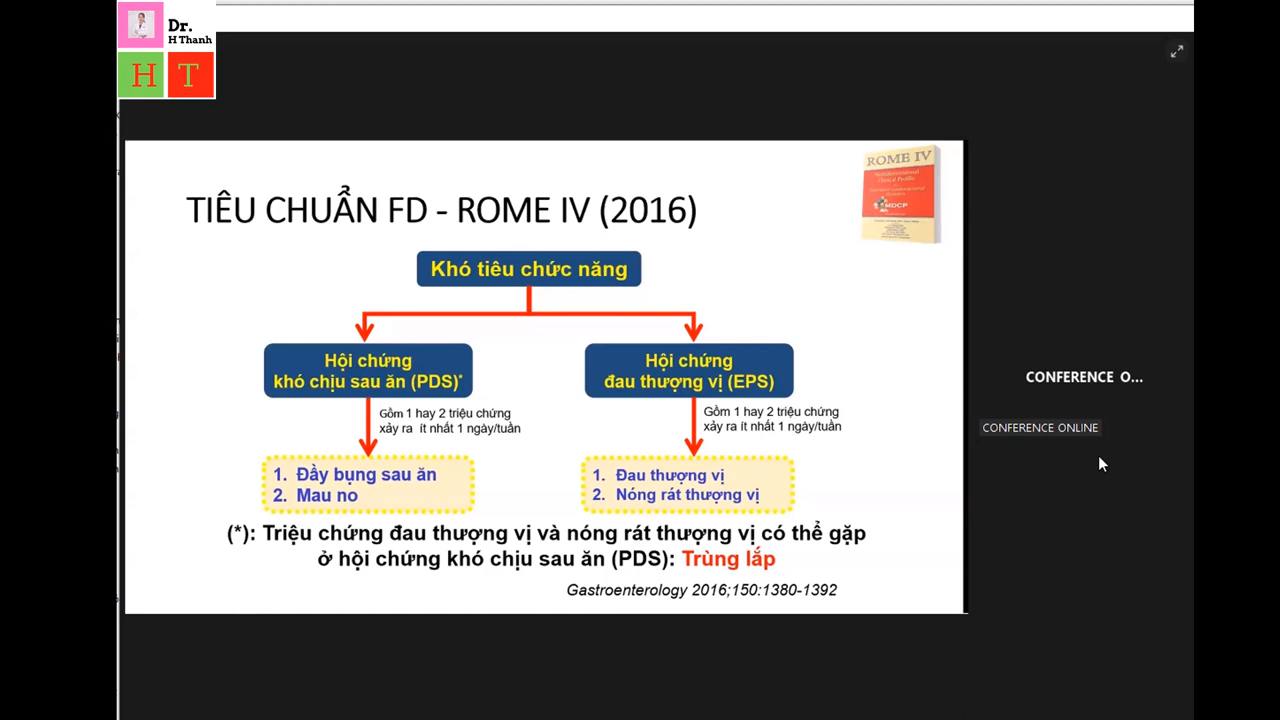 Dr.
H Thanh
H T
ROME IV
Multidimensional
Clinical Profile
MDCP
TIÊU CHUẨN FD - ROME IV (2016)
Khó tiêu chức năng
Hội chứng
khó chịu sau ăn (PDS)*
Hội chứng
đau thượng vị (EPS)
Gồm 1 hay 2 triệu chứng
xảy ra ít nhất 1 ngày/tuần
Gồm 1 hay 2 triệu chứng
xảy ra ít nhất 1 ngày/tuần
1. Đầy bụng sau ăn
2. Mau no
1. Đau thượng vị
2. Nóng rát thượng vị
(*): Triệu chứng đau thượng vị và nóng rát thượng vị có thể gặp
ở hội chứng khó chịu sau ăn (PDS): Trùng lắp
Gastroenterology 2016;150:1380-1392
CONFERENCE O...
CONFERENCE ONLINE